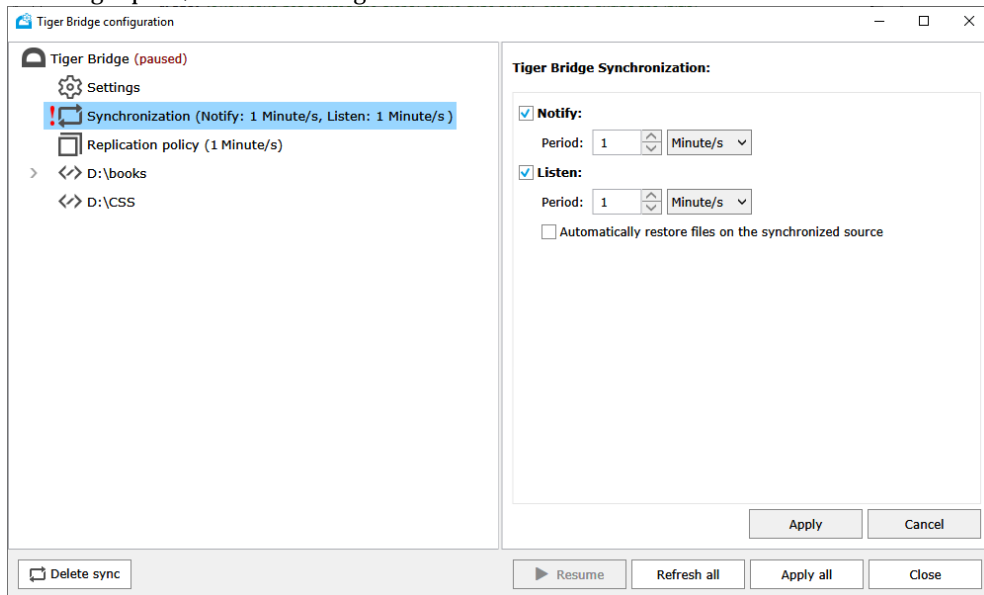 Tiger Bridge configuration
Tiger Bridge (paused)
Settings
Synchronization (Notify: 1 Minute/s, Listen: 1 Minute/s )
Replication policy (1 Minute/s)
D:\books
D:\CSS
Tiger Bridge Synchronization:
Notify:
Period: 1 Minute/s
Listen:
Period: 1 Minute/s
Automatically restore files on the synchronized source
Apply Cancel
Delete sync Resume Refresh all Apply all Close